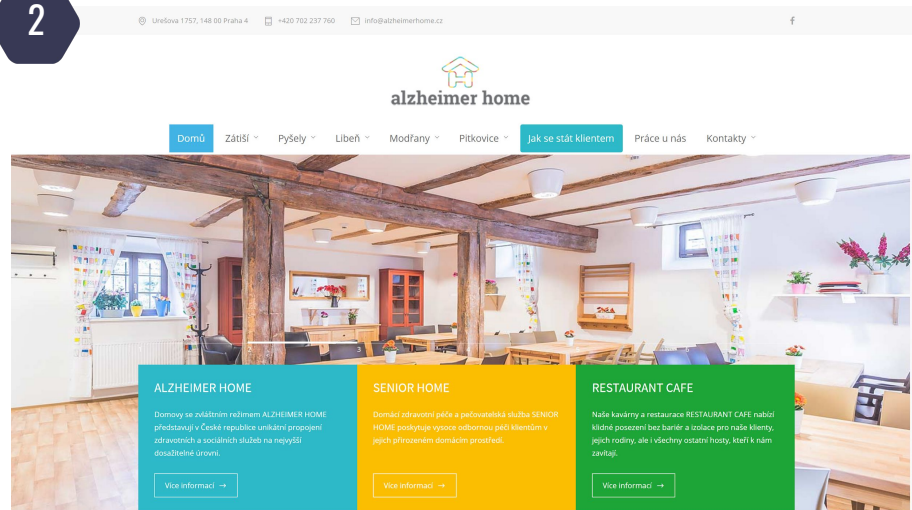 2
Urešova 1757, 148 00 Praha 4
+420 702 237 760
info@alzheimerhome.cz
alzheimer home
Domů
Zátiší
Pyšely
Libeň
Modřany
Pitkovice
Jak se stát klientem
Práce u nás
Kontakty
3
ALZHEIMER HOME
Domovy se zvláštním režimem ALZHEIMER HOME
představují v České republice unikátní propojení
zdravotních a sociálních služeb na nejvyšší
dosažitelné úrovni.
Více informací →
SENIOR HOME
Domácí zdravotní péče a pečovatelská služba SENIOR
HOME poskytuje vysoce odbornou péči klientům v
jejich přirozeném domácím prostředí.
Více informací →
RESTAURANT CAFE
Naše kavárny a restaurace RESTAURANT CAFE nabízí
klidné posezení bez bariér a izolace pro naše klienty,
jejich rodiny, ale i všechny ostatní hosty, kteří k nám
zavítají.
Více informací →